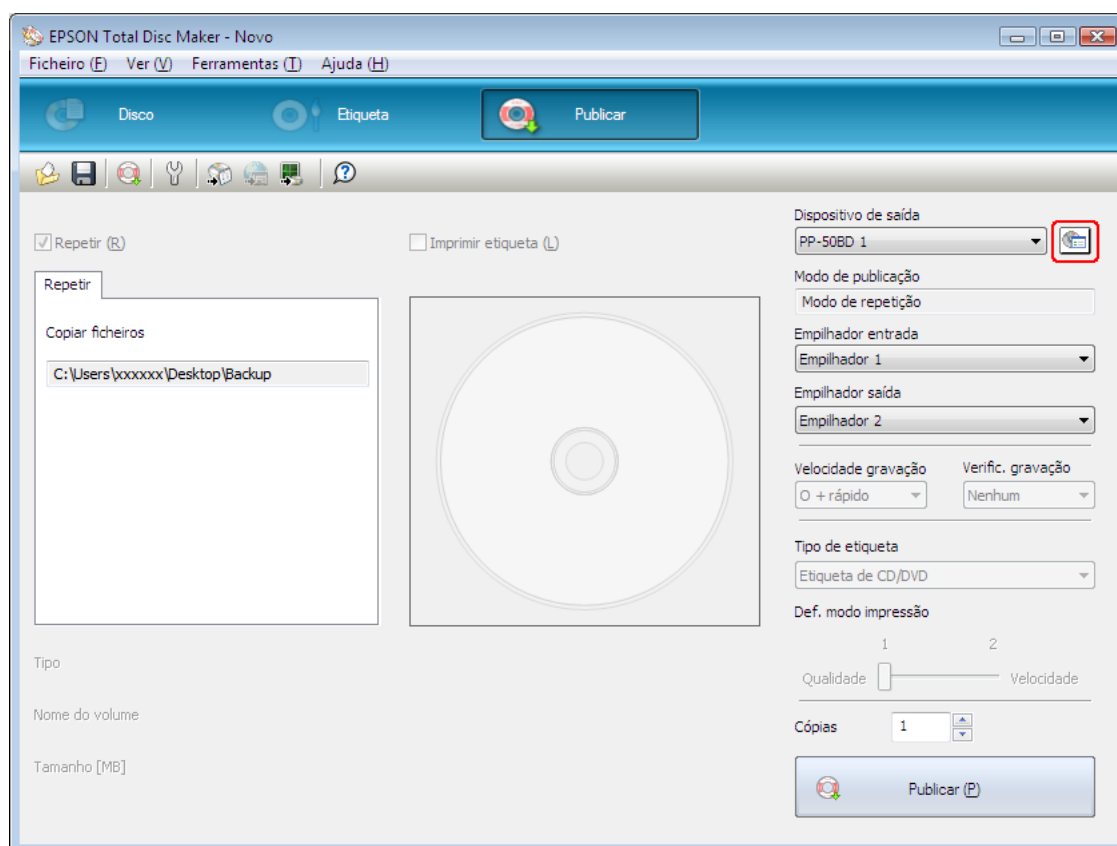 EPSON Total Disc Maker - Novo
Ficheiro (F) Ver (V) Ferramentas (T) Ajuda (H)
Disco Etiqueta Publicar
Repetir (R)
Imprimir etiqueta (L)
Repetir
Copiar ficheiros
C:\Users\xxxxxx\Desktop\Backup
Tipo
Nome do volume
Tamanho [MB]
Dispositivo de saída
PP-50BD 1
Modo de publicação
Modo de repetição
Empilhador entrada
Empilhador 1
Empilhador saída
Empilhador 2
Velocidade gravação Verific. gravação
O + rápido Nenhum
Tipo de etiqueta
Etiqueta de CD/DVD
Def. modo impressão
1 2
Qualidade Velocidade
Cópias 1
Publicar (P)